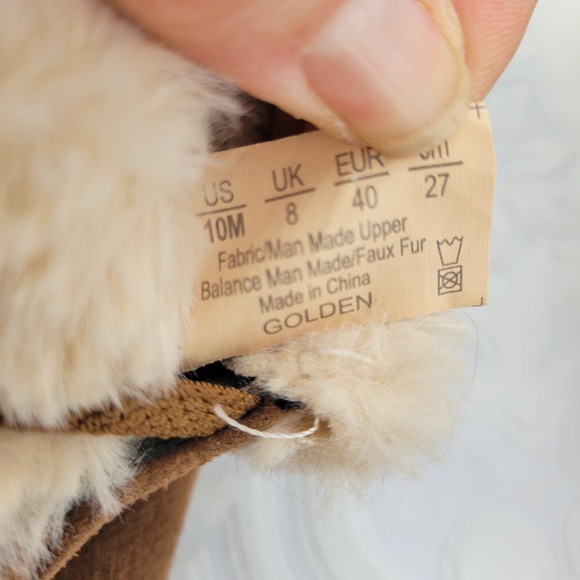 US UK EUR cm
10M 8 40 27
Fabric/Man Made Upper
Balance Man Made/Faux Fur
Made in China
GOLDEN